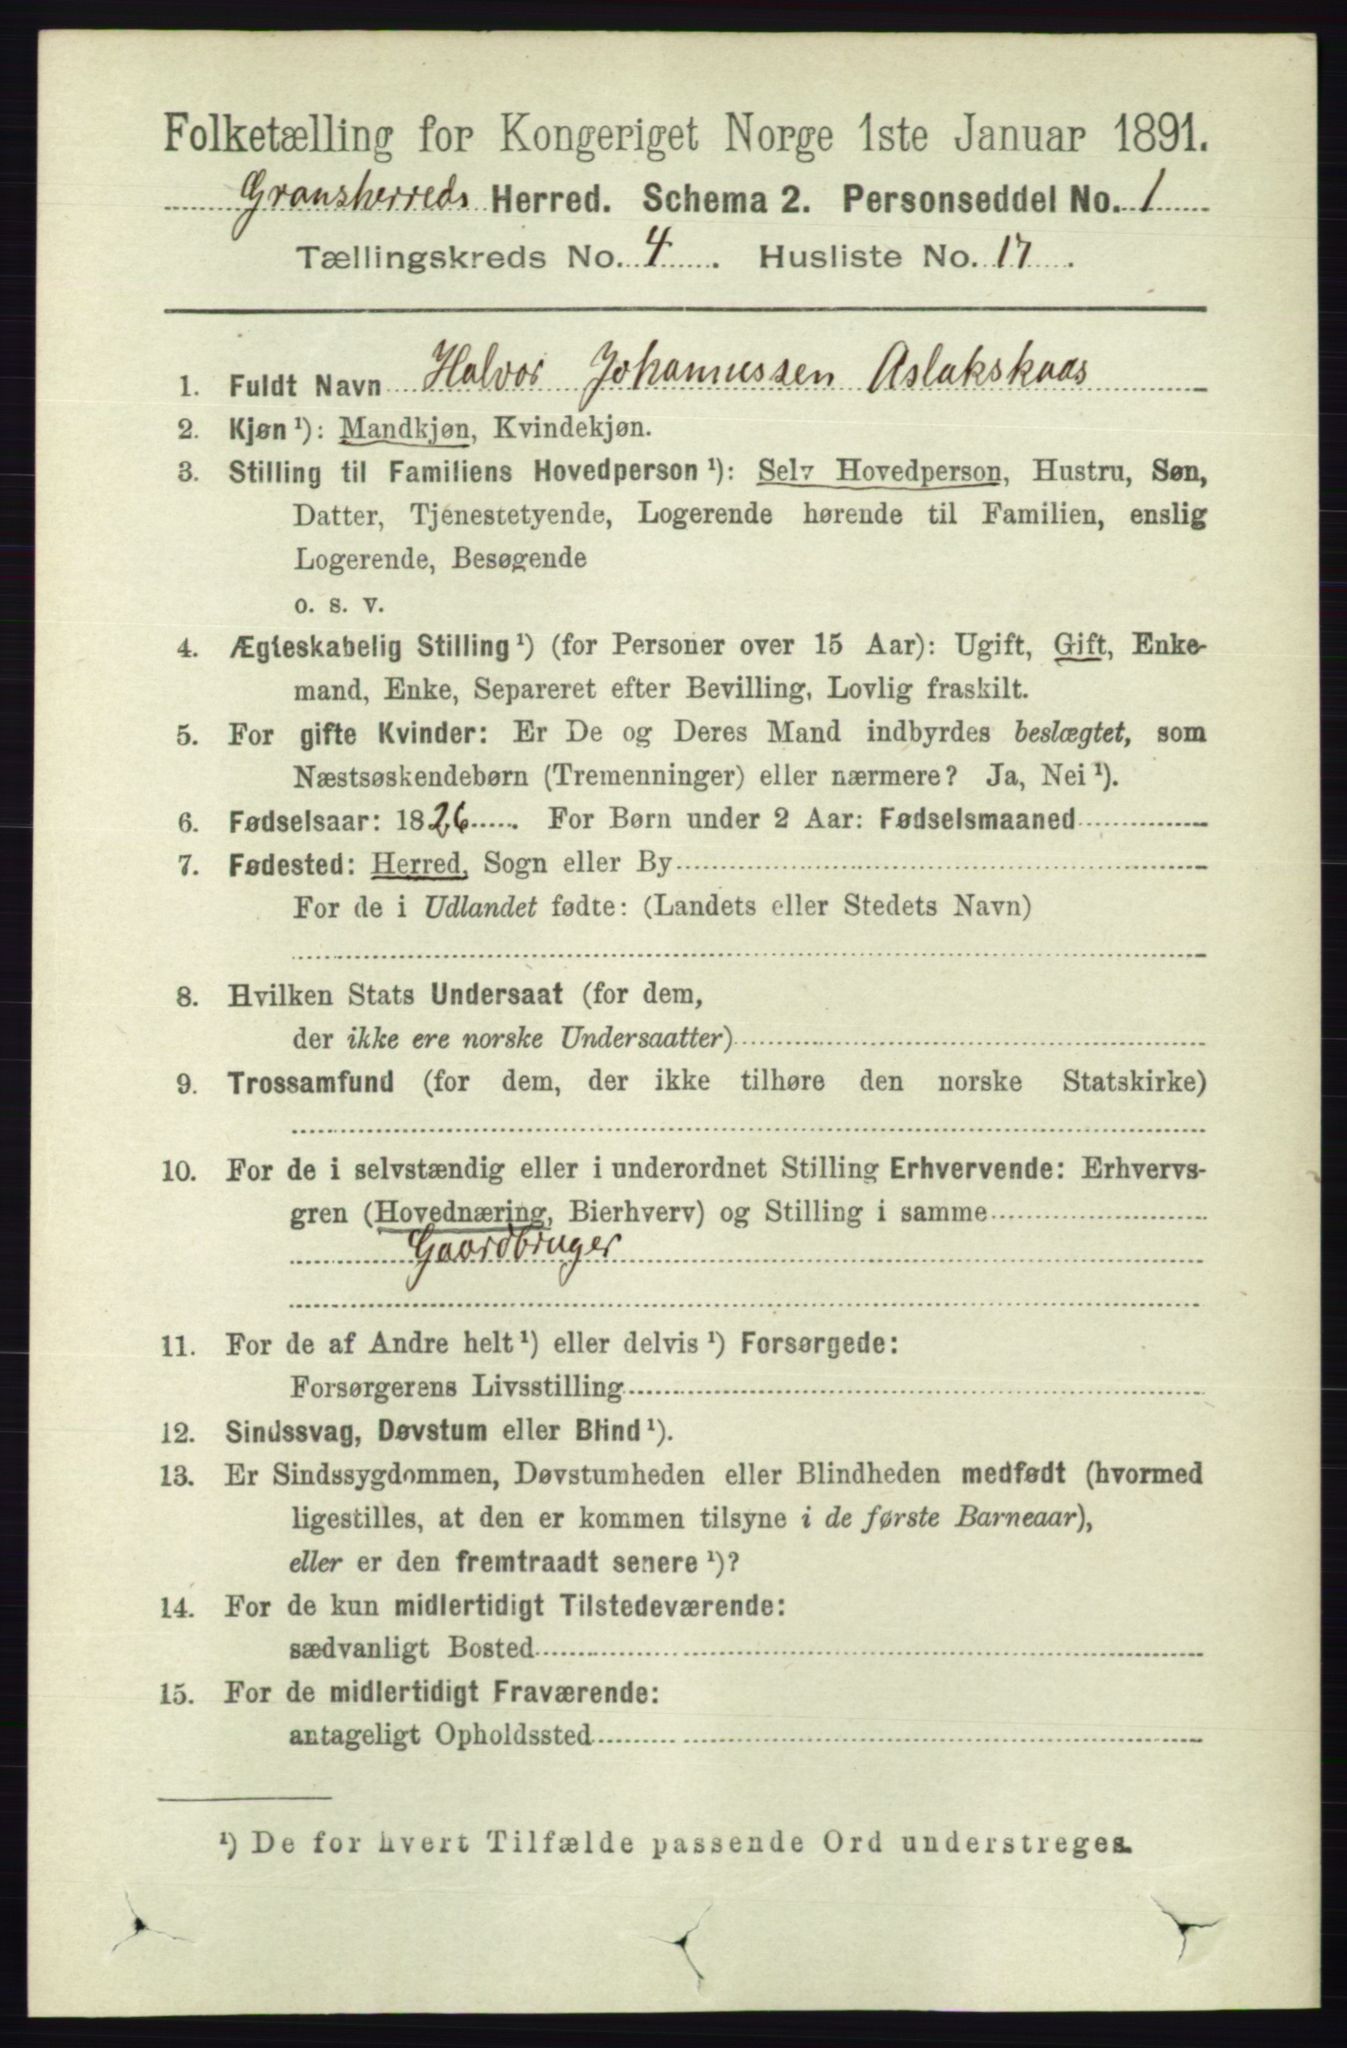 Folketælling for Kongeriget Norge 1ste Januar 1891.
Gransherreds Herred. Schema 2. Personseddel No. 1
Tællingskreds No. 4. Husliste No. 17.
1. Fuldt Navn Halvor Johannessen Aslakskaas
2. Kjøn ¹): Mandkjøn, Kvindekjøn.
3. Stilling til Familiens Hovedperson ¹): Selv Hovedperson, Hustru, Søn,
Datter, Tjenestetyende, Logerende hørende til Familien, enslig
Logerende, Besøgende
o. s. v.
4. Ægteskabelig Stilling ¹) (for Personer over 15 Aar): Ugift, Gift, Enke-
mand, Enke, Separeret efter Bevilling, Lovlig fraskilt.
5. For gifte Kvinder: Er De og Deres Mand indbyrdes beslægtet, som
Næstsøskendebørn (Tremenninger) eller nærmere? Ja, Nei ¹).
6. Fødselsaar: 1826. For Børn under 2 Aar: Fødselsmaaned
7. Fødested: Herred, Sogn eller By
For de i Udlandet fødte: (Landets eller Stedets Navn)
8. Hvilken Stats Undersaat (for dem,
der ikke ere norske Undersaatter)
9. Trossamfund (for dem, der ikke tilhøre den norske Statskirke)
10. For de i selvstændig eller i underordnet Stilling Erhvervende: Erhvervs-
gren (Hovednæring, Bierhverv) og Stilling i samme
Gaardbruger
11. For de af Andre helt ¹) eller delvis ¹) Forsørgede:
Forsørgerens Livsstilling
12. Sindssvag, Døvstum eller Blind ¹).
13. Er Sindssygdommen, Døvstumheden eller Blindheden medfødt (hvormed
ligestilles, at den er kommen tilsyne i de første Barneaar),
eller er den fremtraadt senere ¹)?
14. For de kun midlertidigt Tilstedeværende:
sædvanligt Bosted
15. For de midlertidigt Fraværende:
antageligt Opholdssted
¹) De for hvert Tilfælde passende Ord understreges.